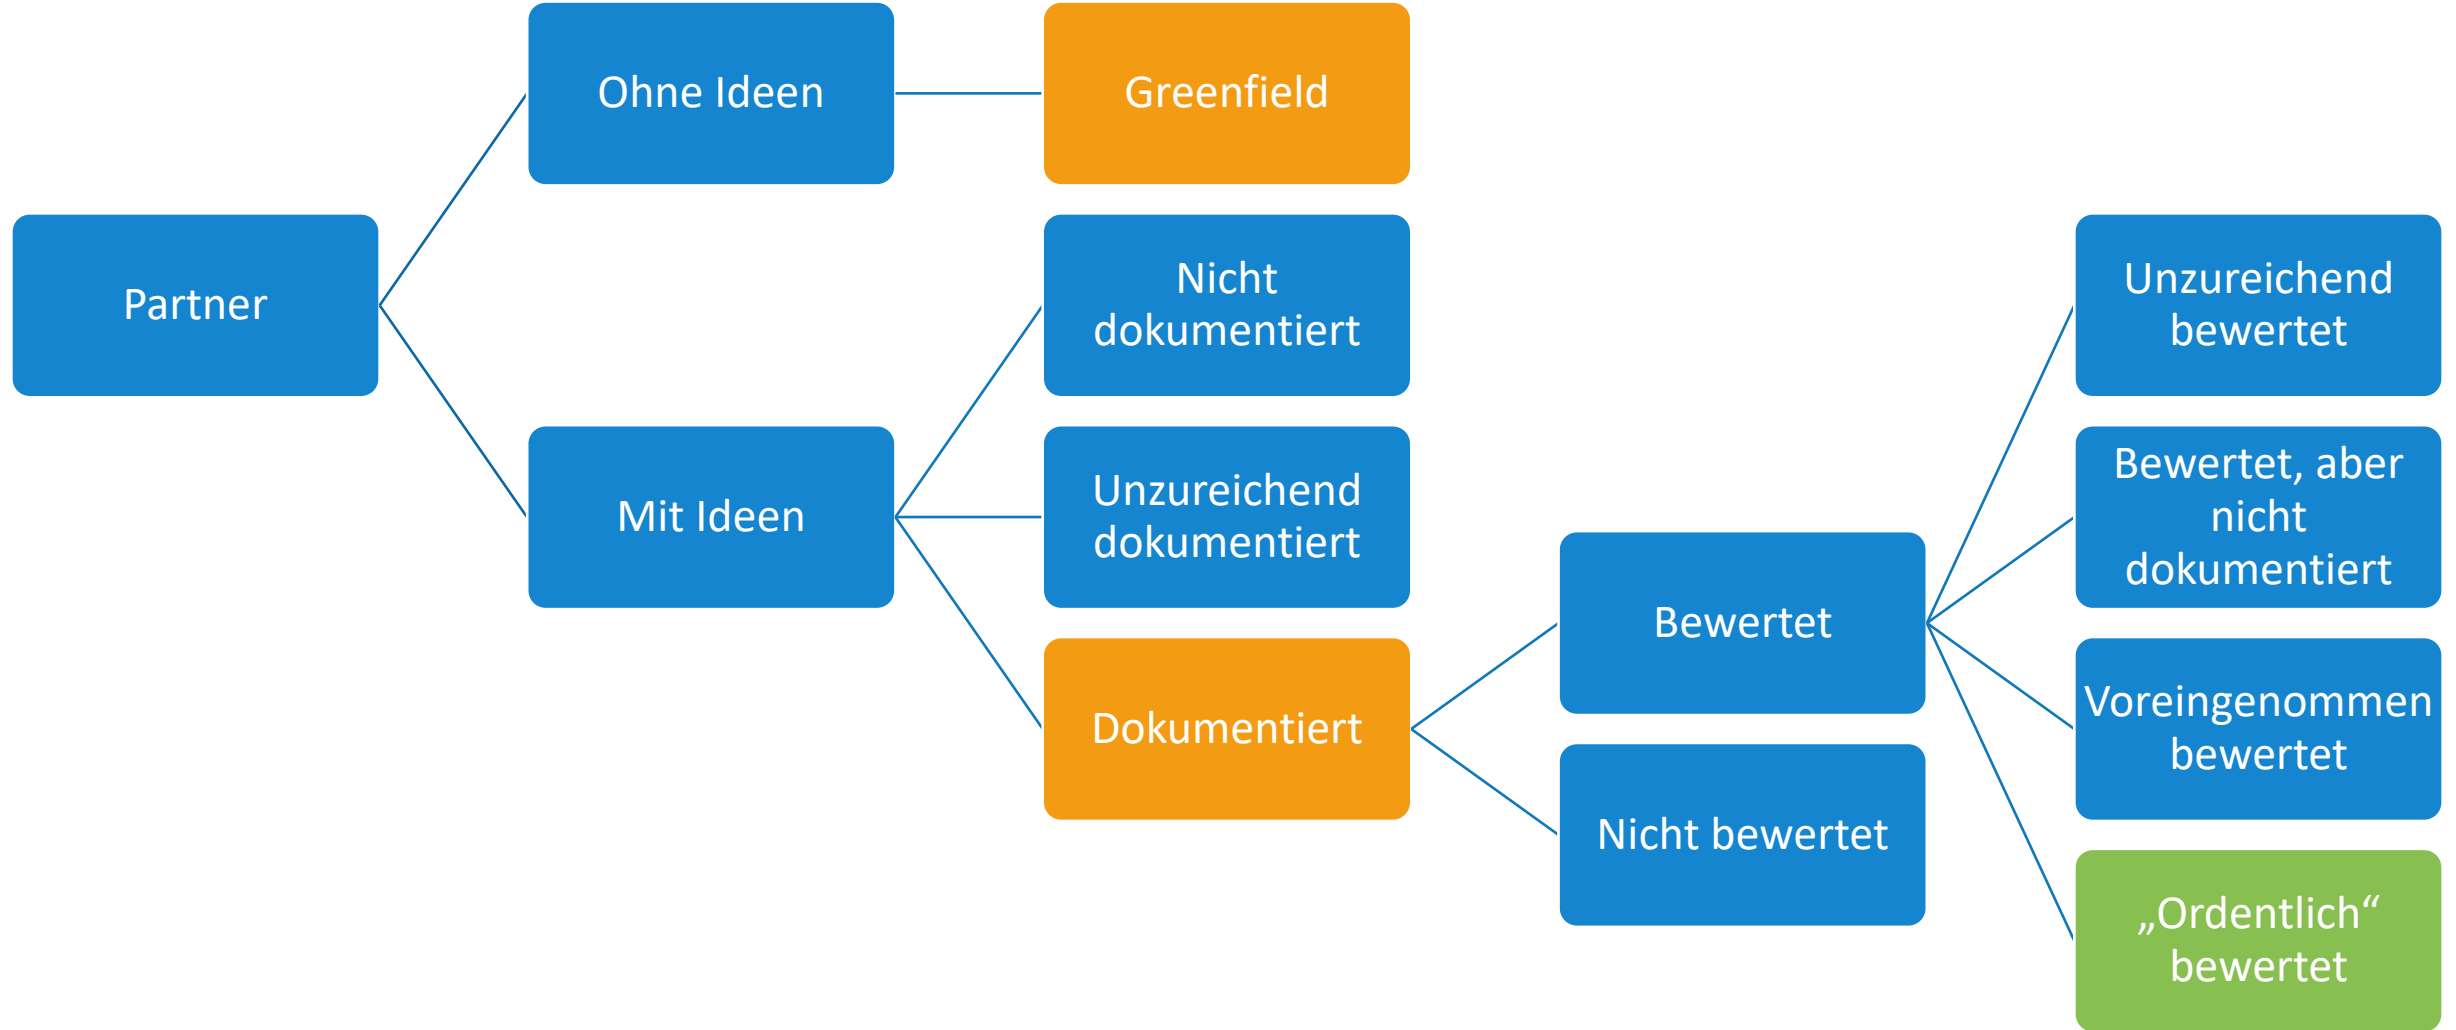 Ohne Ideen
Greenfield
Partner
Nicht
dokumentiert
Unzureichend
bewertet
Mit Ideen
Unzureichend
dokumentiert
Bewertet, aber
nicht
dokumentiert
Bewertet
Dokumentiert
Voreingenommen
bewertet
Nicht bewertet
„Ordentlich“
bewertet